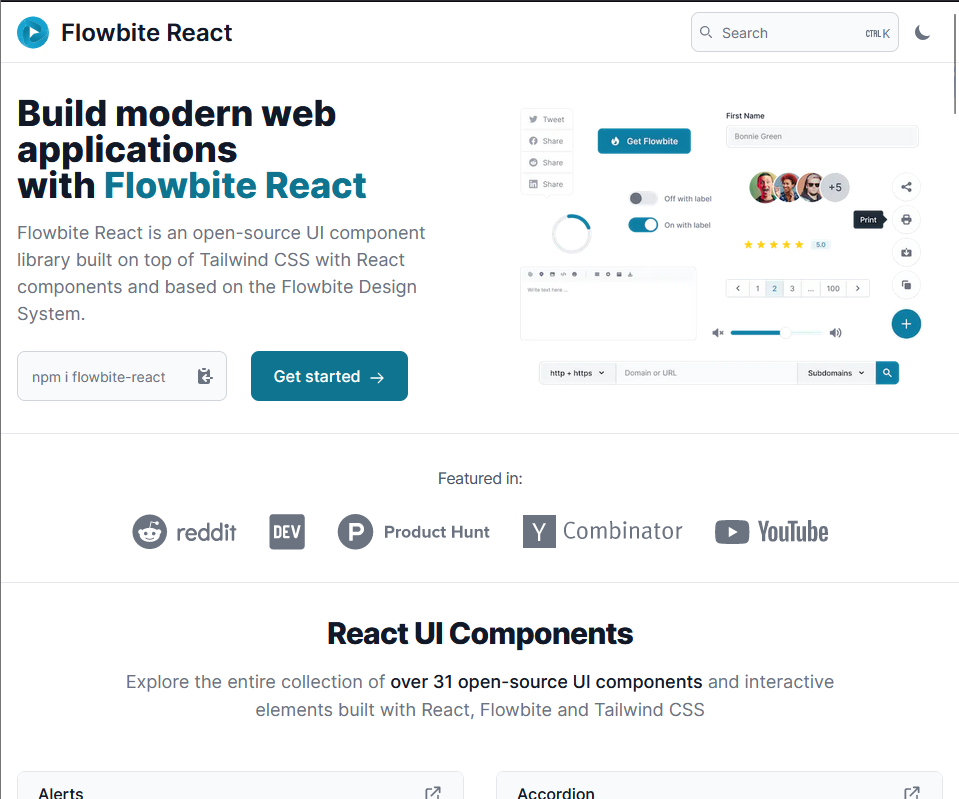 Flowbite React
Search
CTRL K
Build modern web
applications
with Flowbite React
Flowbite React is an open-source UI component
library built on top of Tailwind CSS with React
components and based on the Flowbite Design
System.
npm i flowbite-react
Get started
Tweet
Share
Share
Share
Get Flowbite
Off with label
On with label
Write text here ...
First Name
Bonnie Green
+5
Print
5.0
1 2 3 ... 100
http + https
Domain or URL
Subdomains
Featured in:
reddit
DEV
P Product Hunt
Y Combinator
YouTube
React UI Components
Explore the entire collection of over 31 open-source UI components and interactive
elements built with React, Flowbite and Tailwind CSS
Alerts
Accordion